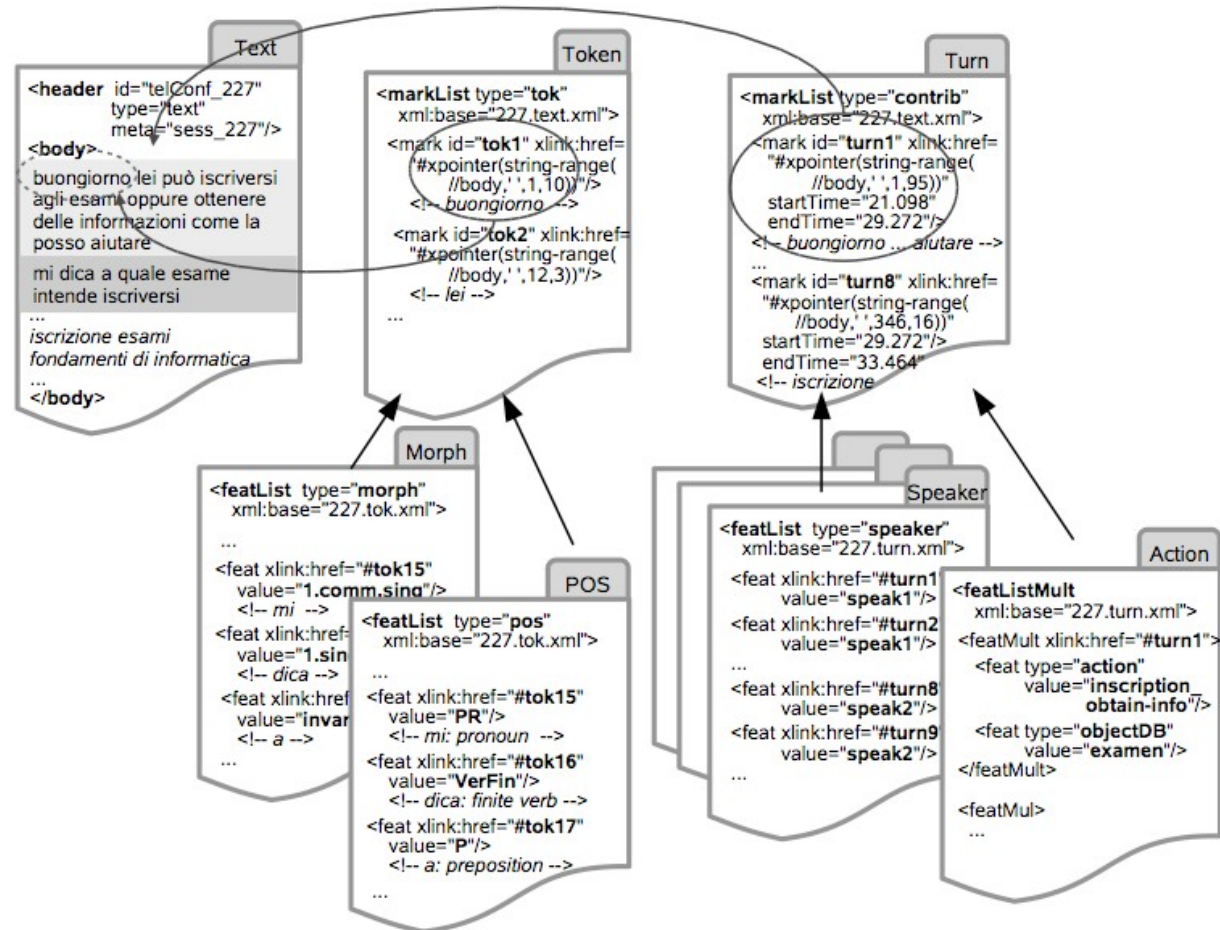 Text
<header id="telConf_227"
type="text"
meta="sess_227"/>
<body>
buongiorno lei può iscriversi
agli esami oppure ottenere
delle informazioni come la
posso aiutare
mi dica a quale esame
intende iscriversi
...
iscrizione esami
fondamenti di informatica
...
</body>
Token
<markList type="tok"
xml:base="227.text.xml">
<mark id="tok1" xlink:href=
"#xpointer(string-range(
//body,' ',1,10))"/>
<!-- buongiorno -->
<mark id="tok2" xlink:href=
"#xpointer(string-range(
//body,' ',12,3))"/>
<!-- lei -->
...
Turn
<markList type="contrib"
xml:base="227.text.xml">
<mark id="turn1" xlink:href=
"#xpointer(string-range(
//body,' ',1,95))"
startTime="21.098"
endTime="29.272"/>
<!-- buongiorno ... aiutare -->
...
<mark id="turn8" xlink:href=
"#xpointer(string-range(
//body,' ',346,16))"
startTime="29.272"/>
endTime="33.464"
<!-- iscrizione
Morph
<featList type="morph"
xml:base="227.tok.xml">
...
<feat xlink:href="#tok15"
value="1.comm.sing"/>
<!-- mi -->
<feat xlink:href=
value="1.sing
<!-- dica -->
<feat xlink:href
value="invar
<!-- a -->
...
POS
<featList type="pos"
xml:base="227.tok.xml">
...
<feat xlink:href="#tok15"
value="PR"/>
<!-- mi: pronoun -->
<feat xlink:href="#tok16"
value="VerFin"/>
<!-- dica: finite verb -->
<feat xlink:href="#tok17"
value="P"/>
<!-- a: preposition -->
...
Speaker
<featList type="speaker"
xml:base="227.turn.xml">
<feat xlink:href="#turn1"
value="speak1"/>
<feat xlink:href="#turn2
value="speak1"/>
...
<feat xlink:href="#turn8
value="speak2"/>
<feat xlink:href="#turn9
value="speak2"/>
...
Action
<featListMult
xml:base="227.turn.xml">
<featMult xlink:href="#turn1">
<feat type="action"
value="inscription_
obtain-info"/>
<feat type="objectDB"
value="examen"/>
</featMult>
<featMul>
...